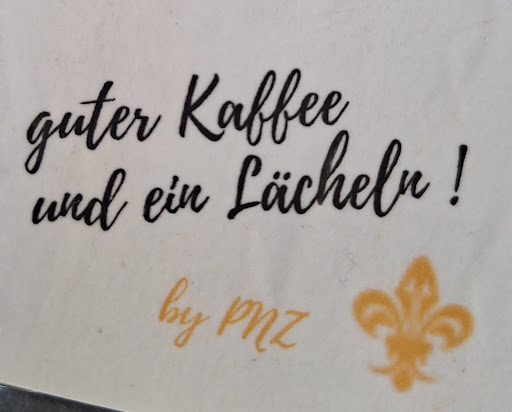 guter Kaffee
und ein Lächeln !
by PNZ